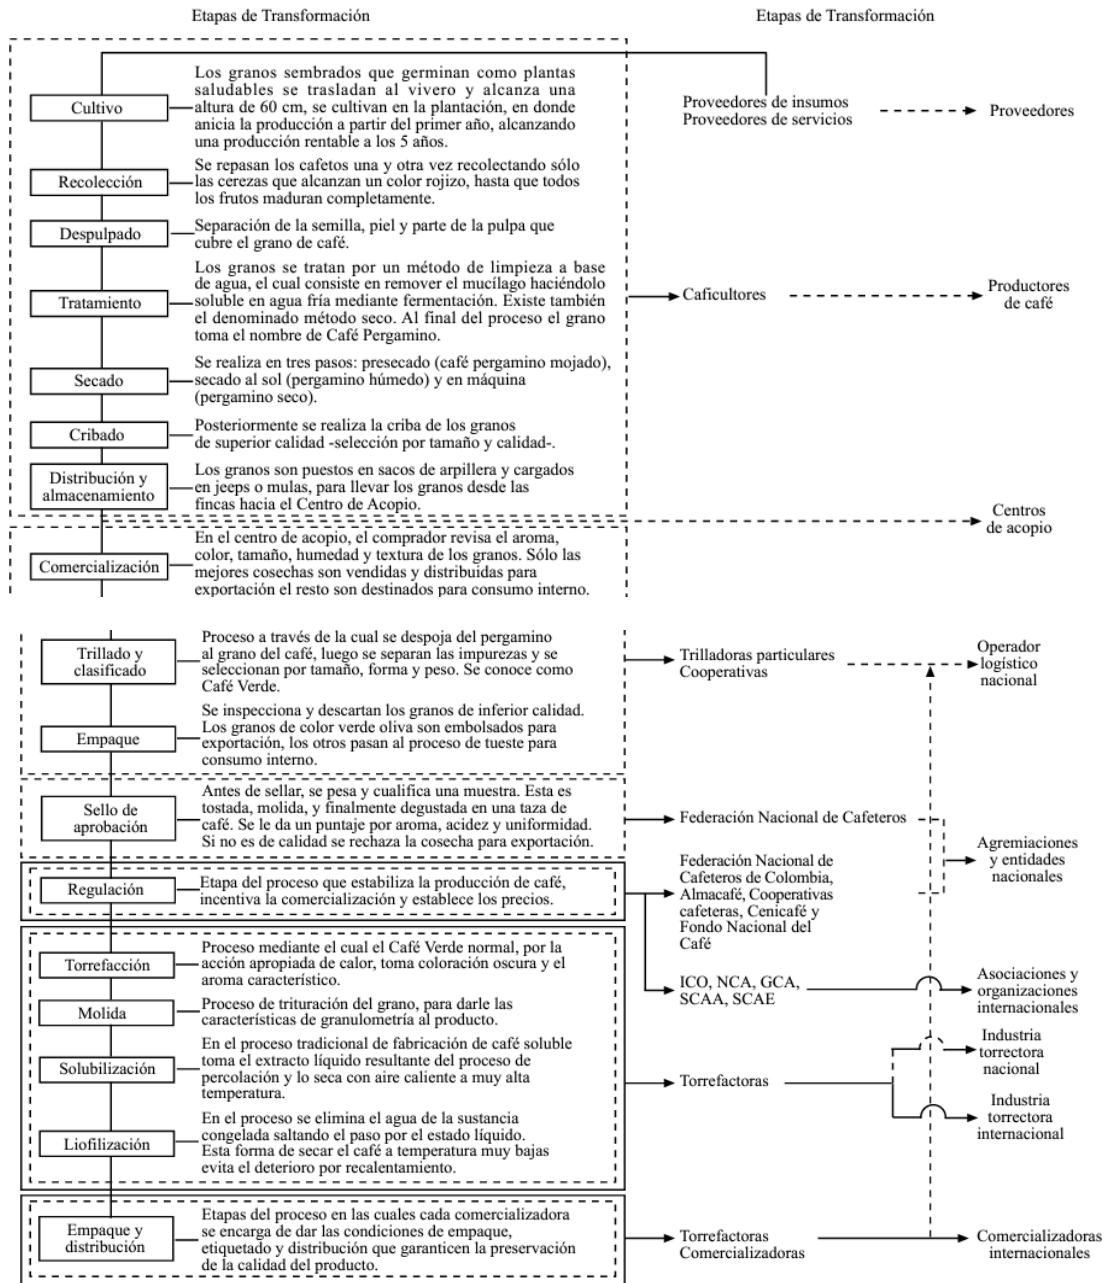 Etapas de Transformación
Etapas de Transformación
Cultivo
Los granos sembrados que germinan como plantas
saludables se trasladan al vivero y alcanza una
altura de 60 cm, se cultivan en la plantación, en donde
anicia la producción a partir del primer año, alcanzando
una producción rentable a los 5 años.
Proveedores de insumos
Proveedores de servicios
Proveedores
Recolección
Se repasan los cafetos una y otra vez recolectando sólo
las cerezas que alcanzan un color rojizo, hasta que todos
los frutos maduran completamente.
Despulpado
Separación de la semilla, piel y parte de la pulpa que
cubre el grano de café.
Tratamiento
Los granos se tratan por un método de limpieza a base
de agua, el cual consiste en remover el mucílago haciéndolo
soluble en agua fría mediante fermentación. Existe también
el denominado método seco. Al final del proceso el grano
toma el nombre de Café Pergamino.
Caficultores
Productores
de café
Secado
Se realiza en tres pasos: presecado (café pergamino mojado),
secado al sol (pergamino húmedo) y en máquina
(pergamino seco).
Cribado
Posteriormente se realiza la criba de los granos
de superior calidad -selección por tamaño y calidad-.
Distribución y
almacenamiento
Los granos son puestos en sacos de arpillera y cargados
en jeeps o mulas, para llevar los granos desde las
fincas hacia el Centro de Acopio.
Centros
de acopio
Comercialización
En el centro de acopio, el comprador revisa el aroma,
color, tamaño, humedad y textura de los granos. Sólo las
mejores cosechas son vendidas y distribuidas para
exportación el resto son destinados para consumo interno.
Trillado y
clasificado
Proceso a través de la cual se despoja del pergamino
al grano del café, luego se separan las impurezas y se
seleccionan por tamaño, forma y peso. Se conoce como
Café Verde.
Trilladoras particulares
Cooperativas
Operador
logístico
nacional
Empaque
Se inspecciona y descartan los granos de inferior calidad.
Los granos de color verde oliva son embolsados para
exportación, los otros pasan al proceso de tueste para
consumo interno.
Sello de
aprobación
Antes de sellar, se pesa y cualifica una muestra. Esta es
tostada, molida, y finalmente degustada en una taza de
café. Se le da un puntaje por aroma, acidez y uniformidad.
Si no es de calidad se rechaza la cosecha para exportación.
Federación Nacional de Cafeteros
Agremiaciones
y entidades
nacionales
Regulación
Etapa del proceso que estabiliza la producción de café,
incentiva la comercialización y establece los precios.
Federación Nacional de
Cafeteros de Colombia,
Almacafé, Cooperativas
cafeteras, Cenicafé y
Fondo Nacional del
Café
Torrefacción
Proceso mediante el cual el Café Verde normal, por la
acción apropiada de calor, toma coloración oscura y el
aroma característico.
ICO, NCA, GCA,
SCAA, SCAE
Asociaciones y
organizaciones
internacionales
Molida
Proceso de trituración del grano, para darle las
características de granulometría al producto.
Solubilización
En el proceso tradicional de fabricación de café soluble
toma el extracto líquido resultante del proceso de
percolación y lo seca con aire caliente a muy alta
temperatura.
Torrefactoras
Industria
torrectora
nacional
Industria
torrectora
internacional
Liofilización
En el proceso se elimina el agua de la sustancia
congelada saltando el paso por el estado líquido.
Esta forma de secar el café a temperatura muy bajas
evita el deterioro por recalentamiento.
Empaque y
distribución
Etapas del proceso en las cuales cada comercializadora
se encarga de dar las condiciones de empaque,
etiquetado y distribución que garanticen la preservación
de la calidad del producto.
Torrefactoras
Comercializadoras
Comercializadoras
internacionales